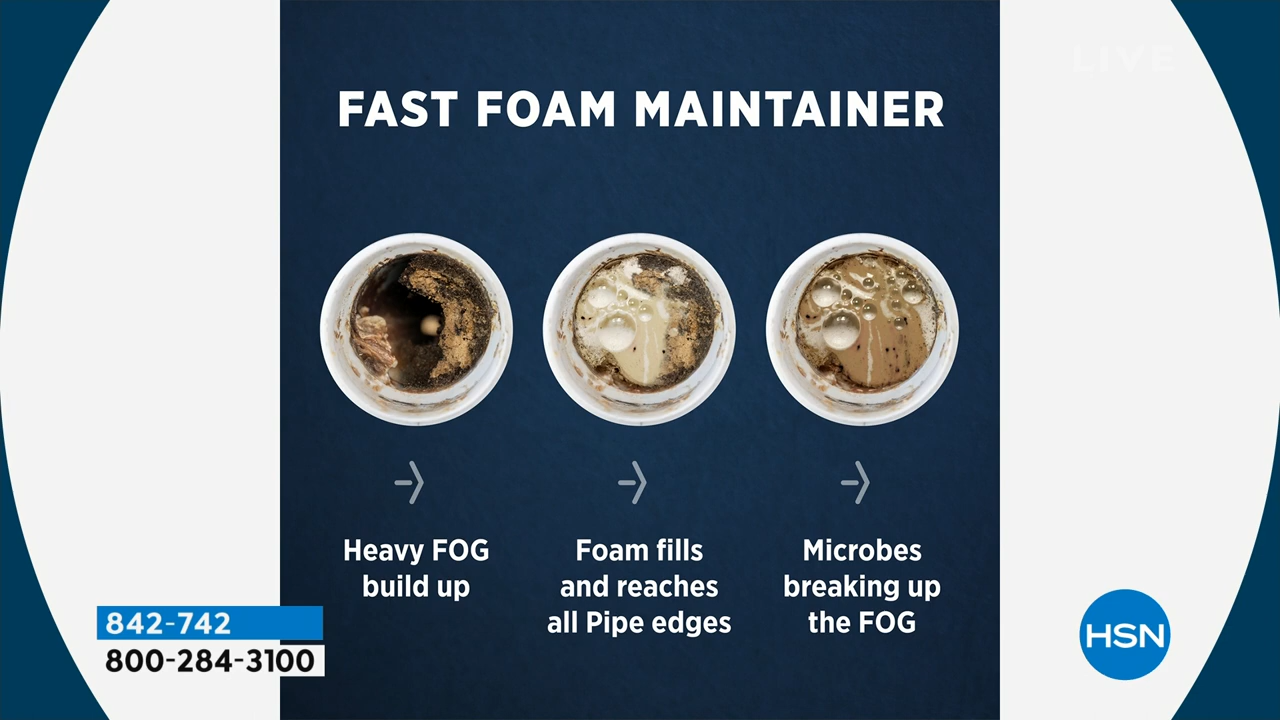 LIVE
FAST FOAM MAINTAINER
Heavy FOG
build up
Foam fills
and reaches
all Pipe edges
Microbes
breaking up
the FOG
842-742
800-284-3100
HSN